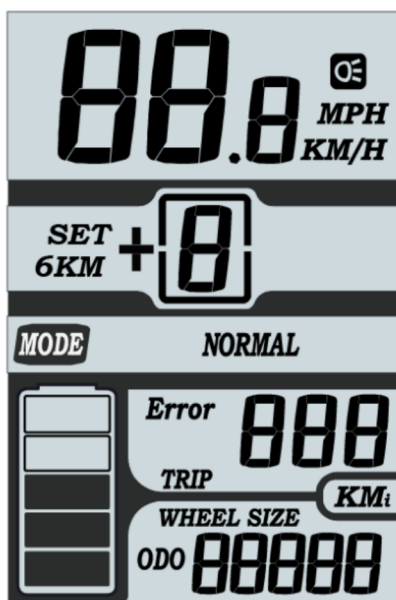 88.8
MPH
KM/H
SET
6KM
+
8
MODE
NORMAL
Error
888
TRIP
KMi
WHEEL SIZE
ODO
88888